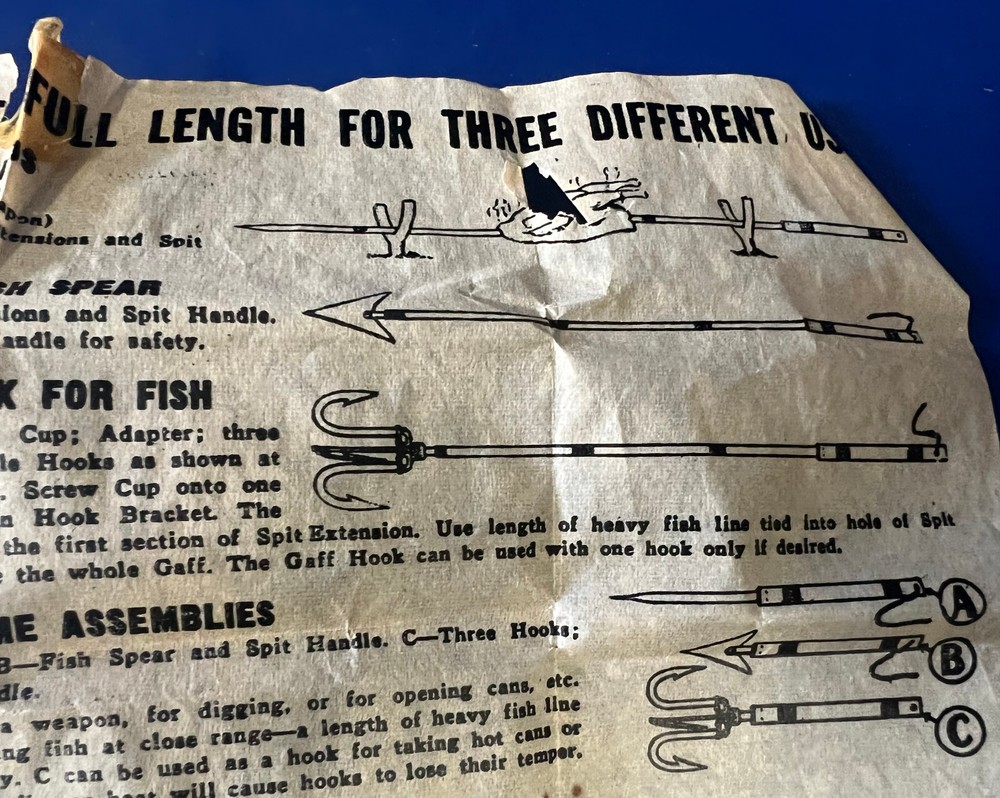 FULL LENGTH FOR THREE DIFFERENT
tensions and Spit
SH SPEAR
ions and Spit Handle.
andle for safety.
K FOR FISH
Cup; Adapter; three
le Hooks as shown at
. Screw Cup onto one
n Hook Bracket. The
the first section of Spit Extension. Use length of heavy fish line tied into hole of Spit
the whole Gaff. The Gaff Hook can be used with one hook only if desired.
ME ASSEMBLIES
B—Fish Spear and Spit Handle. C—Three Hooks;
dle.
a weapon, for digging, or for opening cans, etc.
ng fish at close range—a length of heavy fish line
y. C can be used as a hook for taking hot cans or
heat will cause hooks to lose their temper.
A
B
C